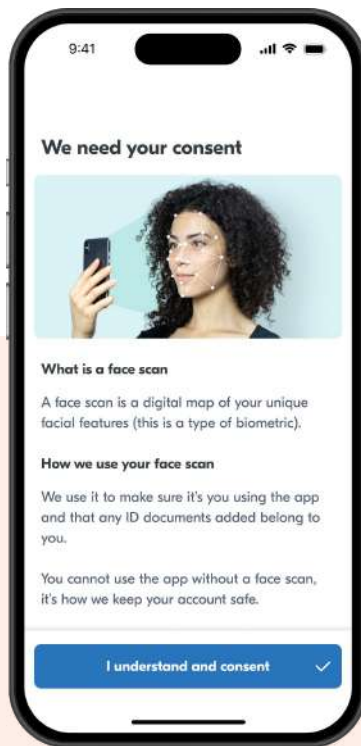 9:41
We need your consent
What is a face scan
A face scan is a digital map of your unique
facial features (this is a type of biometric).
How we use your face scan
We use it to make sure it's you using the app
and that any ID documents added belong to
you.
You cannot use the app without a face scan,
it's how we keep your account safe.
I understand and consent